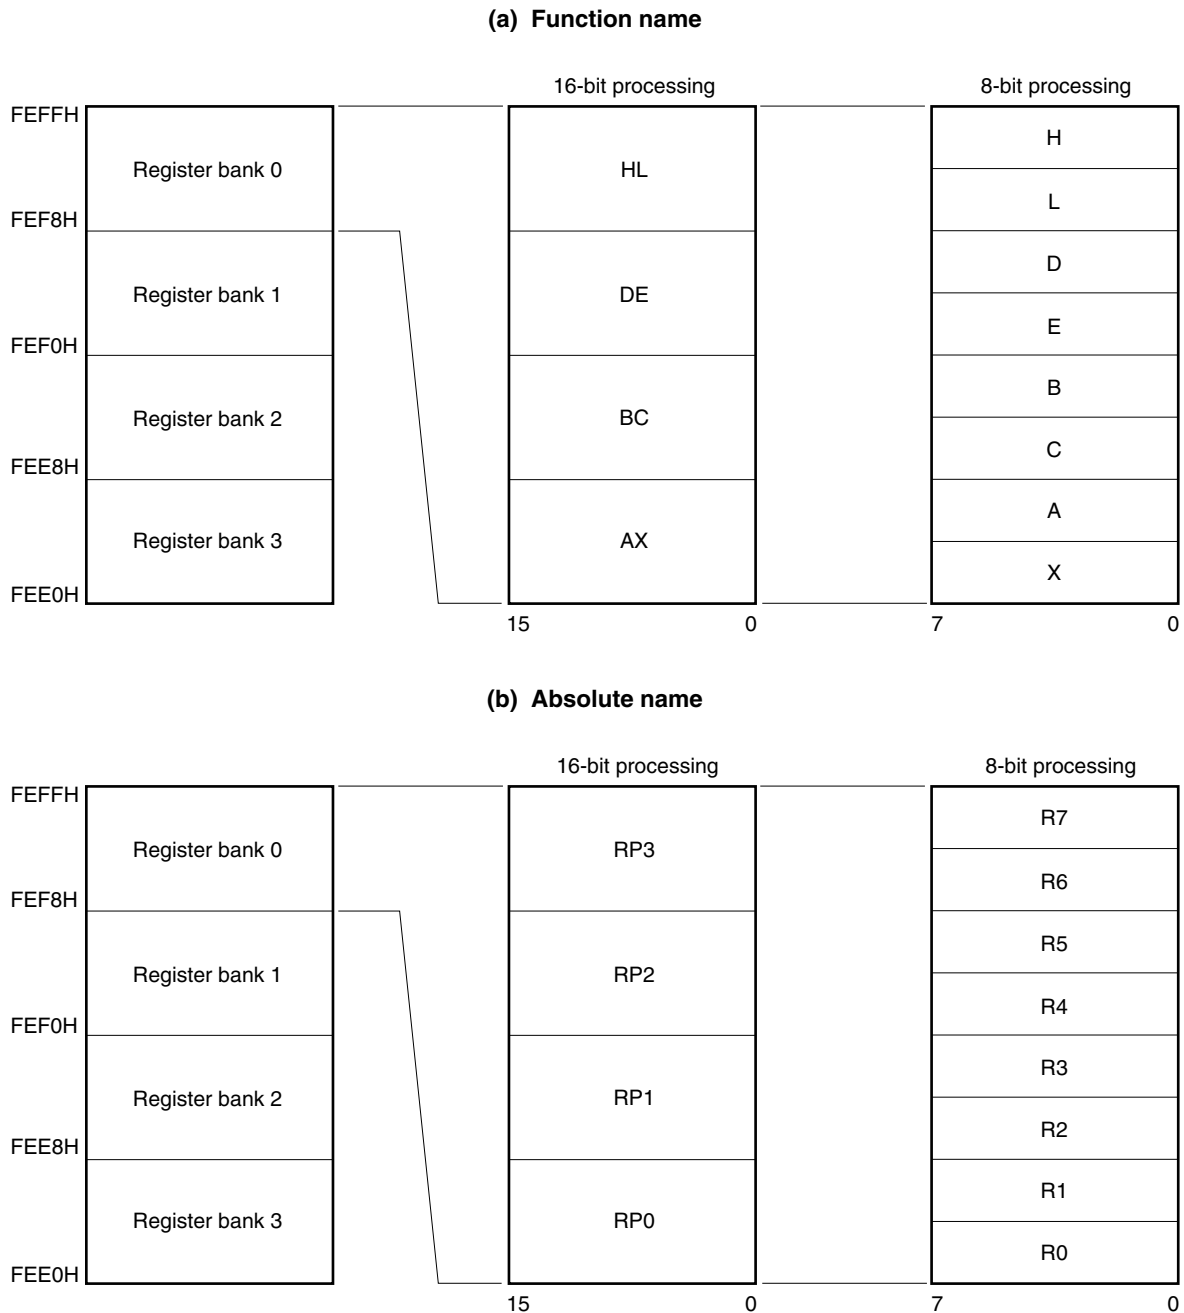 (a) Function name
16-bit processing 8-bit processing
FEFFH
H
Register bank 0 HL
L
FEF8H
D
Register bank 1 DE
E
FEF0H
B
Register bank 2 BC
C
FEE8H
A
Register bank 3 AX
X
FEE0H
15 0 7 0
(b) Absolute name
16-bit processing 8-bit processing
FEFFH
R7
Register bank 0 RP3
R6
FEF8H
R5
Register bank 1 RP2
R4
FEF0H
R3
Register bank 2 RP1
R2
FEE8H
R1
Register bank 3 RP0
R0
FEE0H
15 0 7 0